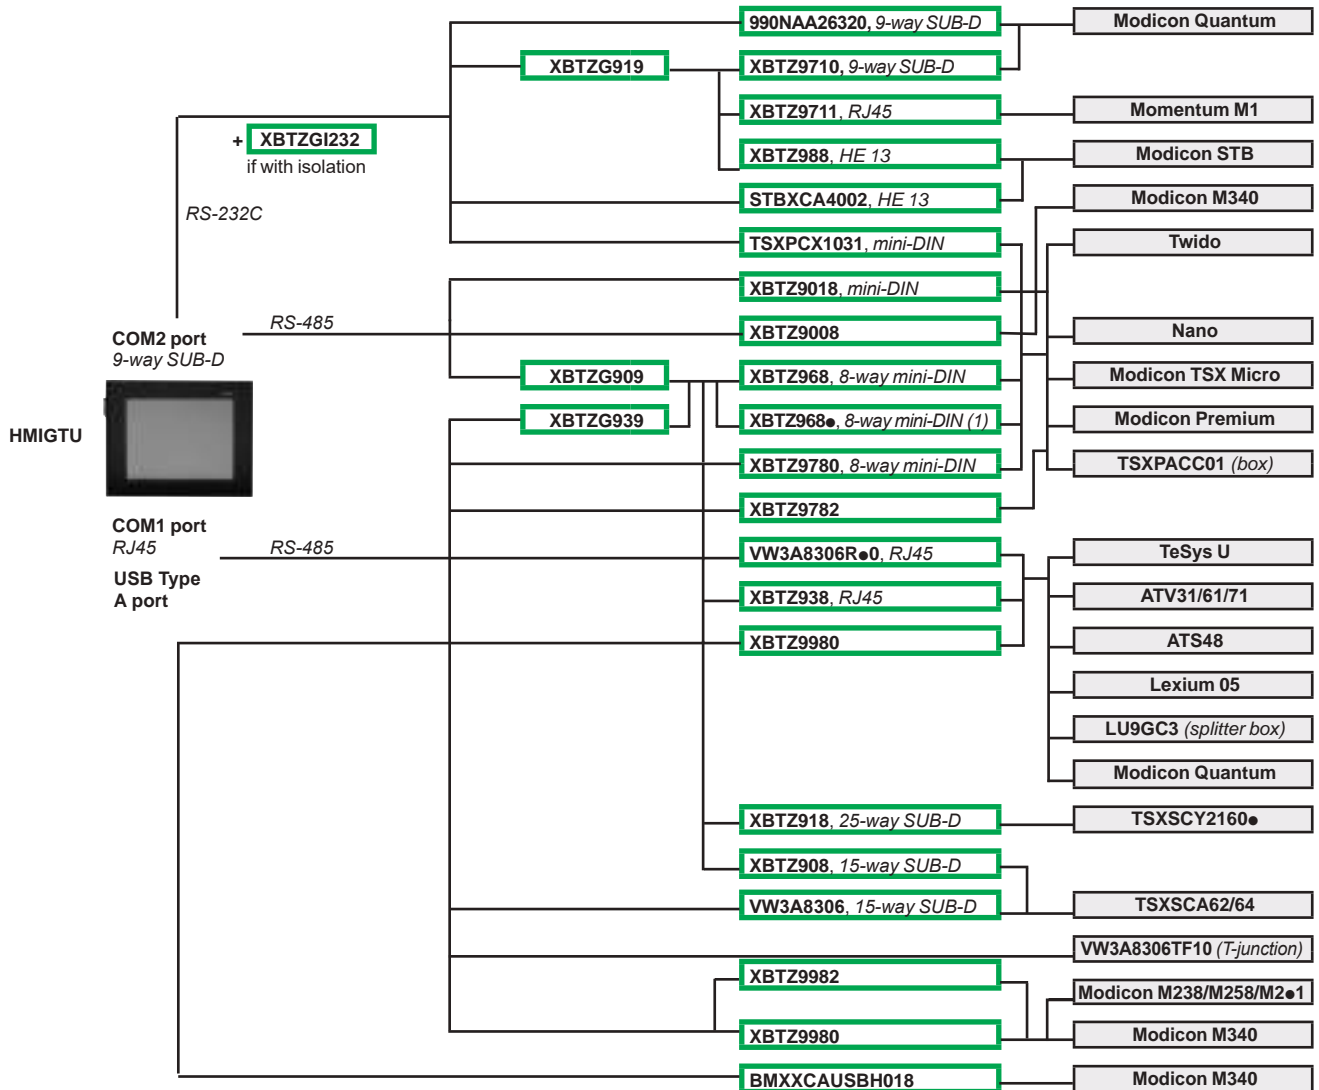 990NAA26320, 9-way SUB-D
Modicon Quantum
XBTZG919
XBTZ9710, 9-way SUB-D
XBTZ9711, RJ45
Momentum M1
+ XBTZGI232
if with isolation
XBTZ988, HE 13
Modicon STB
STBXCA4002, HE 13
Modicon M340
RS-232C
TSXPCX1031, mini-DIN
Twido
XBTZ9018, mini-DIN
RS-485
XBTZ9008
Nano
COM2 port
9-way SUB-D
XBTZG909
XBTZ968, 8-way mini-DIN
Modicon TSX Micro
XBTZG939
XBTZ968●, 8-way mini-DIN (1)
Modicon Premium
HMIGTU
XBTZ9780, 8-way mini-DIN
TSXPACC01 (box)
XBTZ9782
COM1 port
RJ45
RS-485
VW3A8306R●0, RJ45
TeSys U
USB Type
A port
XBTZ938, RJ45
ATV31/61/71
XBTZ9980
ATS48
Lexium 05
LU9GC3 (splitter box)
Modicon Quantum
XBTZ918, 25-way SUB-D
TSXSCY2160●
XBTZ908, 15-way SUB-D
VW3A8306, 15-way SUB-D
TSXSCA62/64
VW3A8306TF10 (T-junction)
XBTZ9982
Modicon M238/M258/M2●1
XBTZ9980
Modicon M340
BMXXCAUSBH018
Modicon M340